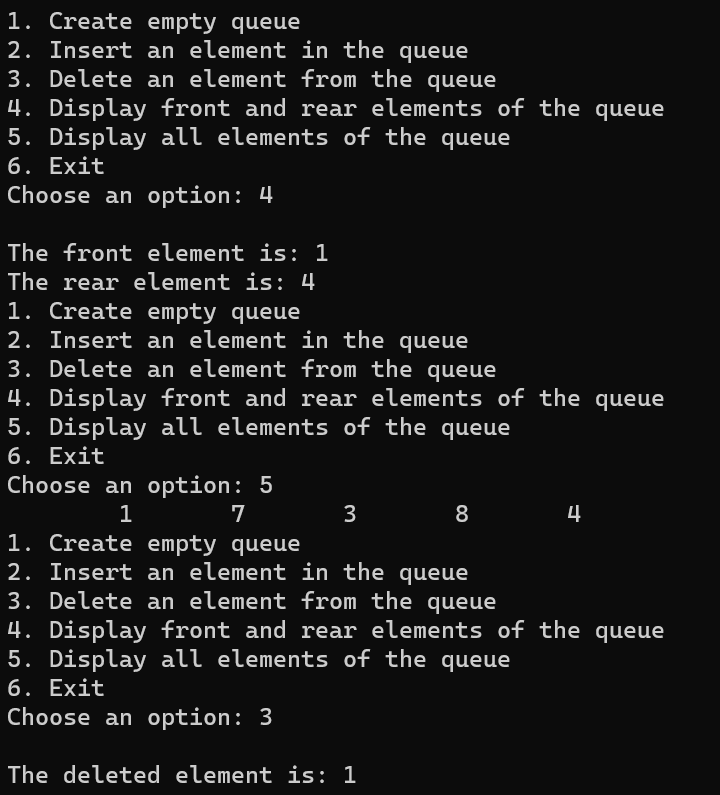 1. Create empty queue
2. Insert an element in the queue
3. Delete an element from the queue
4. Display front and rear elements of the queue
5. Display all elements of the queue
6. Exit
Choose an option: 4
The front element is: 1
The rear element is: 4
1. Create empty queue
2. Insert an element in the queue
3. Delete an element from the queue
4. Display front and rear elements of the queue
5. Display all elements of the queue
6. Exit
Choose an option: 5
1 7 3 8 4
1. Create empty queue
2. Insert an element in the queue
3. Delete an element from the queue
4. Display front and rear elements of the queue
5. Display all elements of the queue
6. Exit
Choose an option: 3
The deleted element is: 1